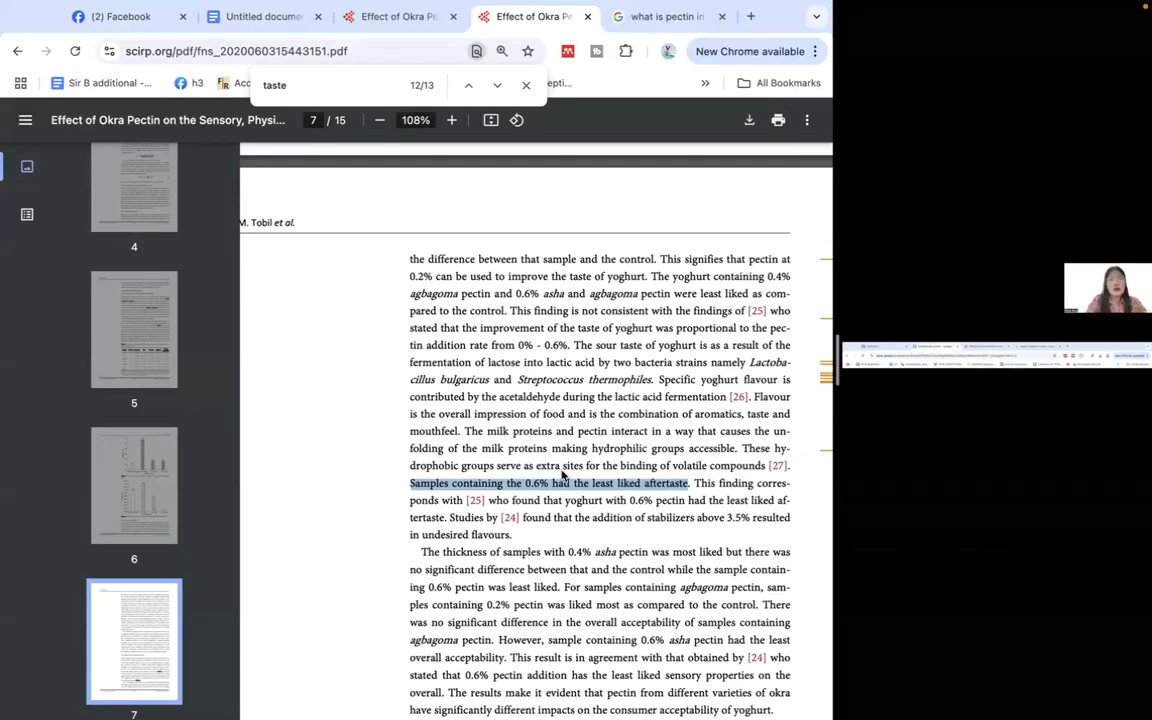 (2) Facebook
Untitled docume
Effect of Okra Pe
Effect of Okra Pe
what is pectin in
scirp.org/pdf/fns_2020060315443151.pdf
New Chrome available
Sir B additional -...
h3
Acc
epti...
All Bookmarks
taste
12/13
Effect of Okra Pectin on the Sensory, Physi...
7 / 15
108%
4
5
6
7
M. Tobil et al.
the difference between that sample and the control. This signifies that pectin at
0.2% can be used to improve the taste of yoghurt. The yoghurt containing 0.4%
agbagoma pectin and 0.6% asha and agbagoma pectin were least liked as com-
pared to the control. This finding is not consistent with the findings of [25] who
stated that the improvement of the taste of yoghurt was proportional to the pec-
tin addition rate from 0% - 0.6%. The sour taste of yoghurt is as a result of the
fermentation of lactose into lactic acid by two bacteria strains namely Lactoba-
cillus bulgaricus and Streptococcus thermophiles. Specific yoghurt flavour is
contributed by the acetaldehyde during the lactic acid fermentation [26]. Flavour
is the overall impression of food and is the combination of aromatics, taste and
mouthfeel. The milk proteins and pectin interact in a way that causes the un-
folding of the milk proteins making hydrophilic groups accessible. These hy-
drophobic groups serve as extra sites for the binding of volatile compounds [27].
Samples containing the 0.6% had the least liked aftertaste. This finding corres-
ponds with [25] who found that yoghurt with 0.6% pectin had the least liked af-
tertaste. Studies by [24] found that the addition of stabilizers above 3.5% resulted
in undesired flavours.
The thickness of samples with 0.4% asha pectin was most liked but there was
no significant difference between that and the control while the sample contain-
ing 0.6% pectin was least liked. For samples containing agbagoma pectin, sam-
ples containing 0.2% pectin was liked most as compared to the control. There
was no significant difference in the overall acceptability of samples containing
agbagoma pectin. However, sample containing 0.6% asha pectin had the least
overall acceptability. This result is in agreement with that obtained by [24] who
stated that 0.6% pectin addition has the least liked sensory properties on the
overall. The results make it evident that pectin from different varieties of okra
have significantly different impacts on the consumer acceptability of yoghurt.